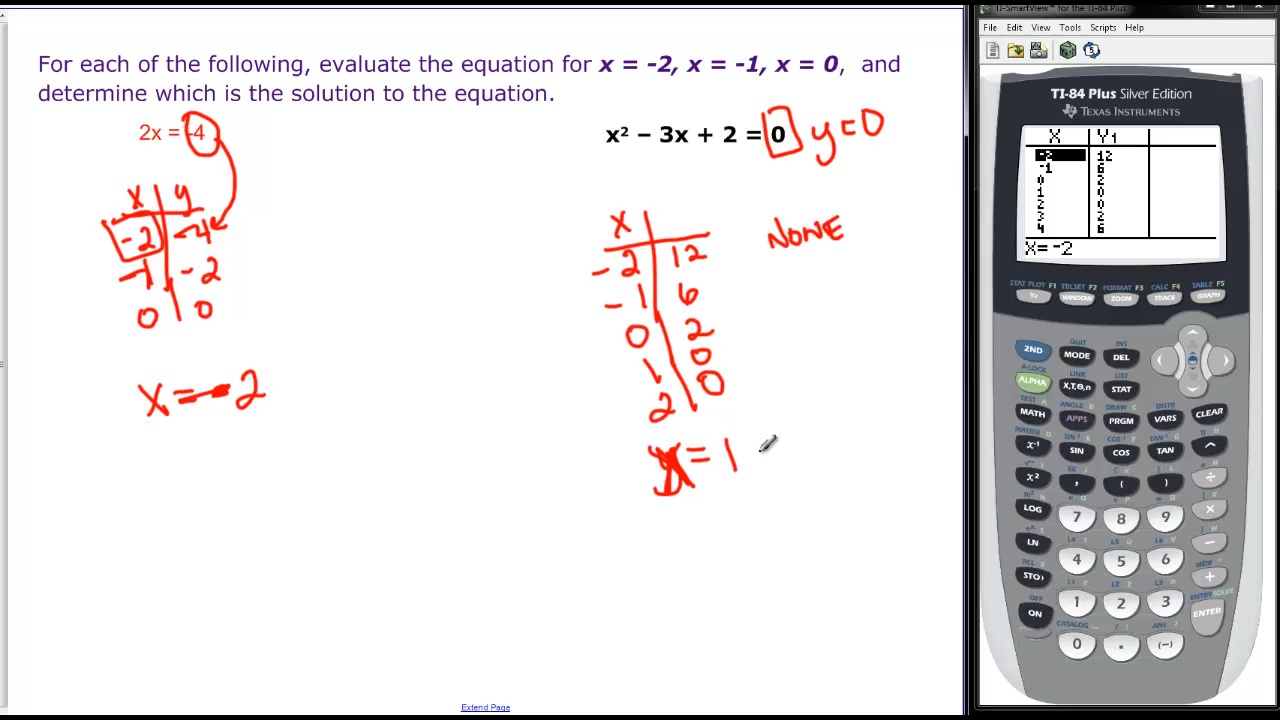 For each of the following, evaluate the equation for x = -2, x = -1, x = 0, and
determine which is the solution to the equation.
2x = -4
x y
-2 -4
-1 -2
0 0
x = -2
x² − 3x + 2 = 0 y = 0
NONE
x
-2 12
-1 6
0 2
1 0
2 0
x = 1
Extend Page
TI-SmartView™ for the TI-84 Plus
File Edit View Tools Scripts Help
TI-84 Plus Silver Edition
TEXAS INSTRUMENTS
X Y1
-2 12
-1 6
0 2
1 0
2 0
3 2
4 6
X= -2
STAT PLOT F1 TBLSET F2 FORMAT F3 CALC F4 TABLE F5
Y= WINDOW ZOOM TRACE GRAPH
QUIT INS
2ND MODE DEL
A-LOCK LINK LIST
ALPHA X,T,Θ,n STAT
TEST A ANGLE B DRAW C DISTR
MATH APPS PRGM VARS CLEAR
MATRIX D SIN⁻¹ E COS⁻¹ F TAN⁻¹ G π H
x⁻¹ SIN COS TAN ^
x² , ( ) ÷
LOG 7 8 9 ×
LN 4 5 6 −
RCL X L1 L2 L3 MEM
STO› 1 2 3 +
OFF CATALOG ANS ENTRY SOLVE
ON 0 . (−) ENTER